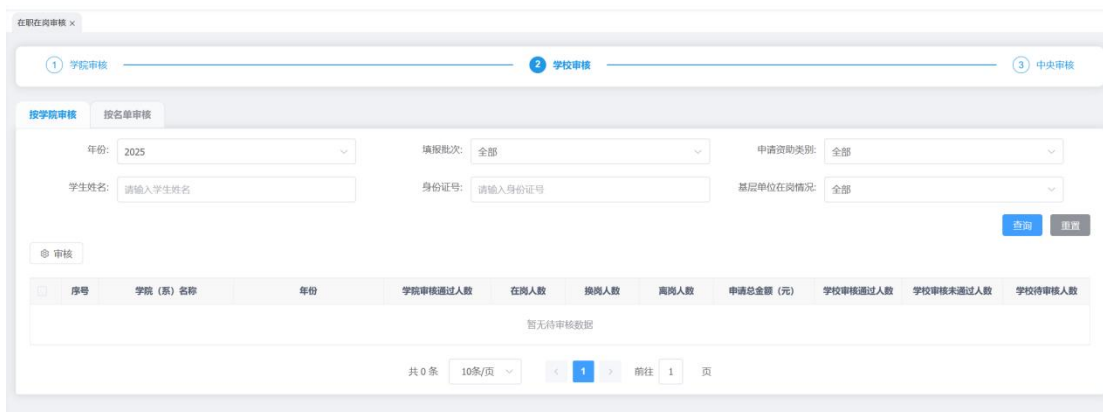 在职在岗审核 ×
1 学院审核 2 学校审核 3 中央审核
按学院审核 按名单审核
年份: 2025 填报批次: 全部 申请资助类别: 全部
学生姓名: 请输入学生姓名 身份证号: 请输入身份证号 基层单位在岗情况: 全部
查询 重置
审核
序号 学院（系）名称 年份 学院审核通过人数 在岗人数 换岗人数 离岗人数 申请总金额（元） 学校审核通过人数 学校审核未通过人数 学校待审核人数
暂无待审核数据
共 0 条 10条/页 < 1 > 前往 1 页